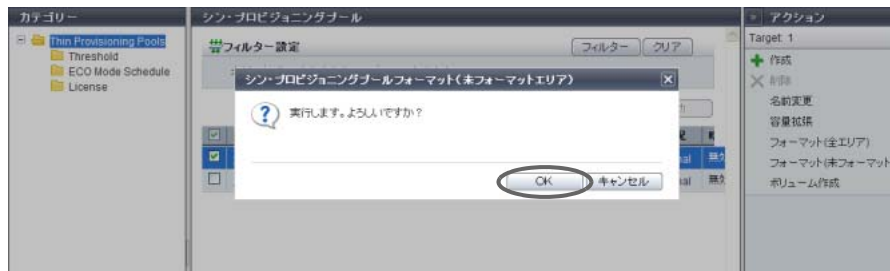 カテゴリー
Thin Provisioning Pools
Threshold
ECO Mode Schedule
License
シン・プロビジョニングプール
フィルター設定
フィルター
クリア
シン・プロビジョニングプールフォーマット(未フォーマットエリア)
実行します。よろしいですか?
OK
キャンセル
アクション
Target: 1
作成
削除
名前変更
容量拡張
フォーマット(全エリア)
フォーマット(未フォーマット
ボリューム作成